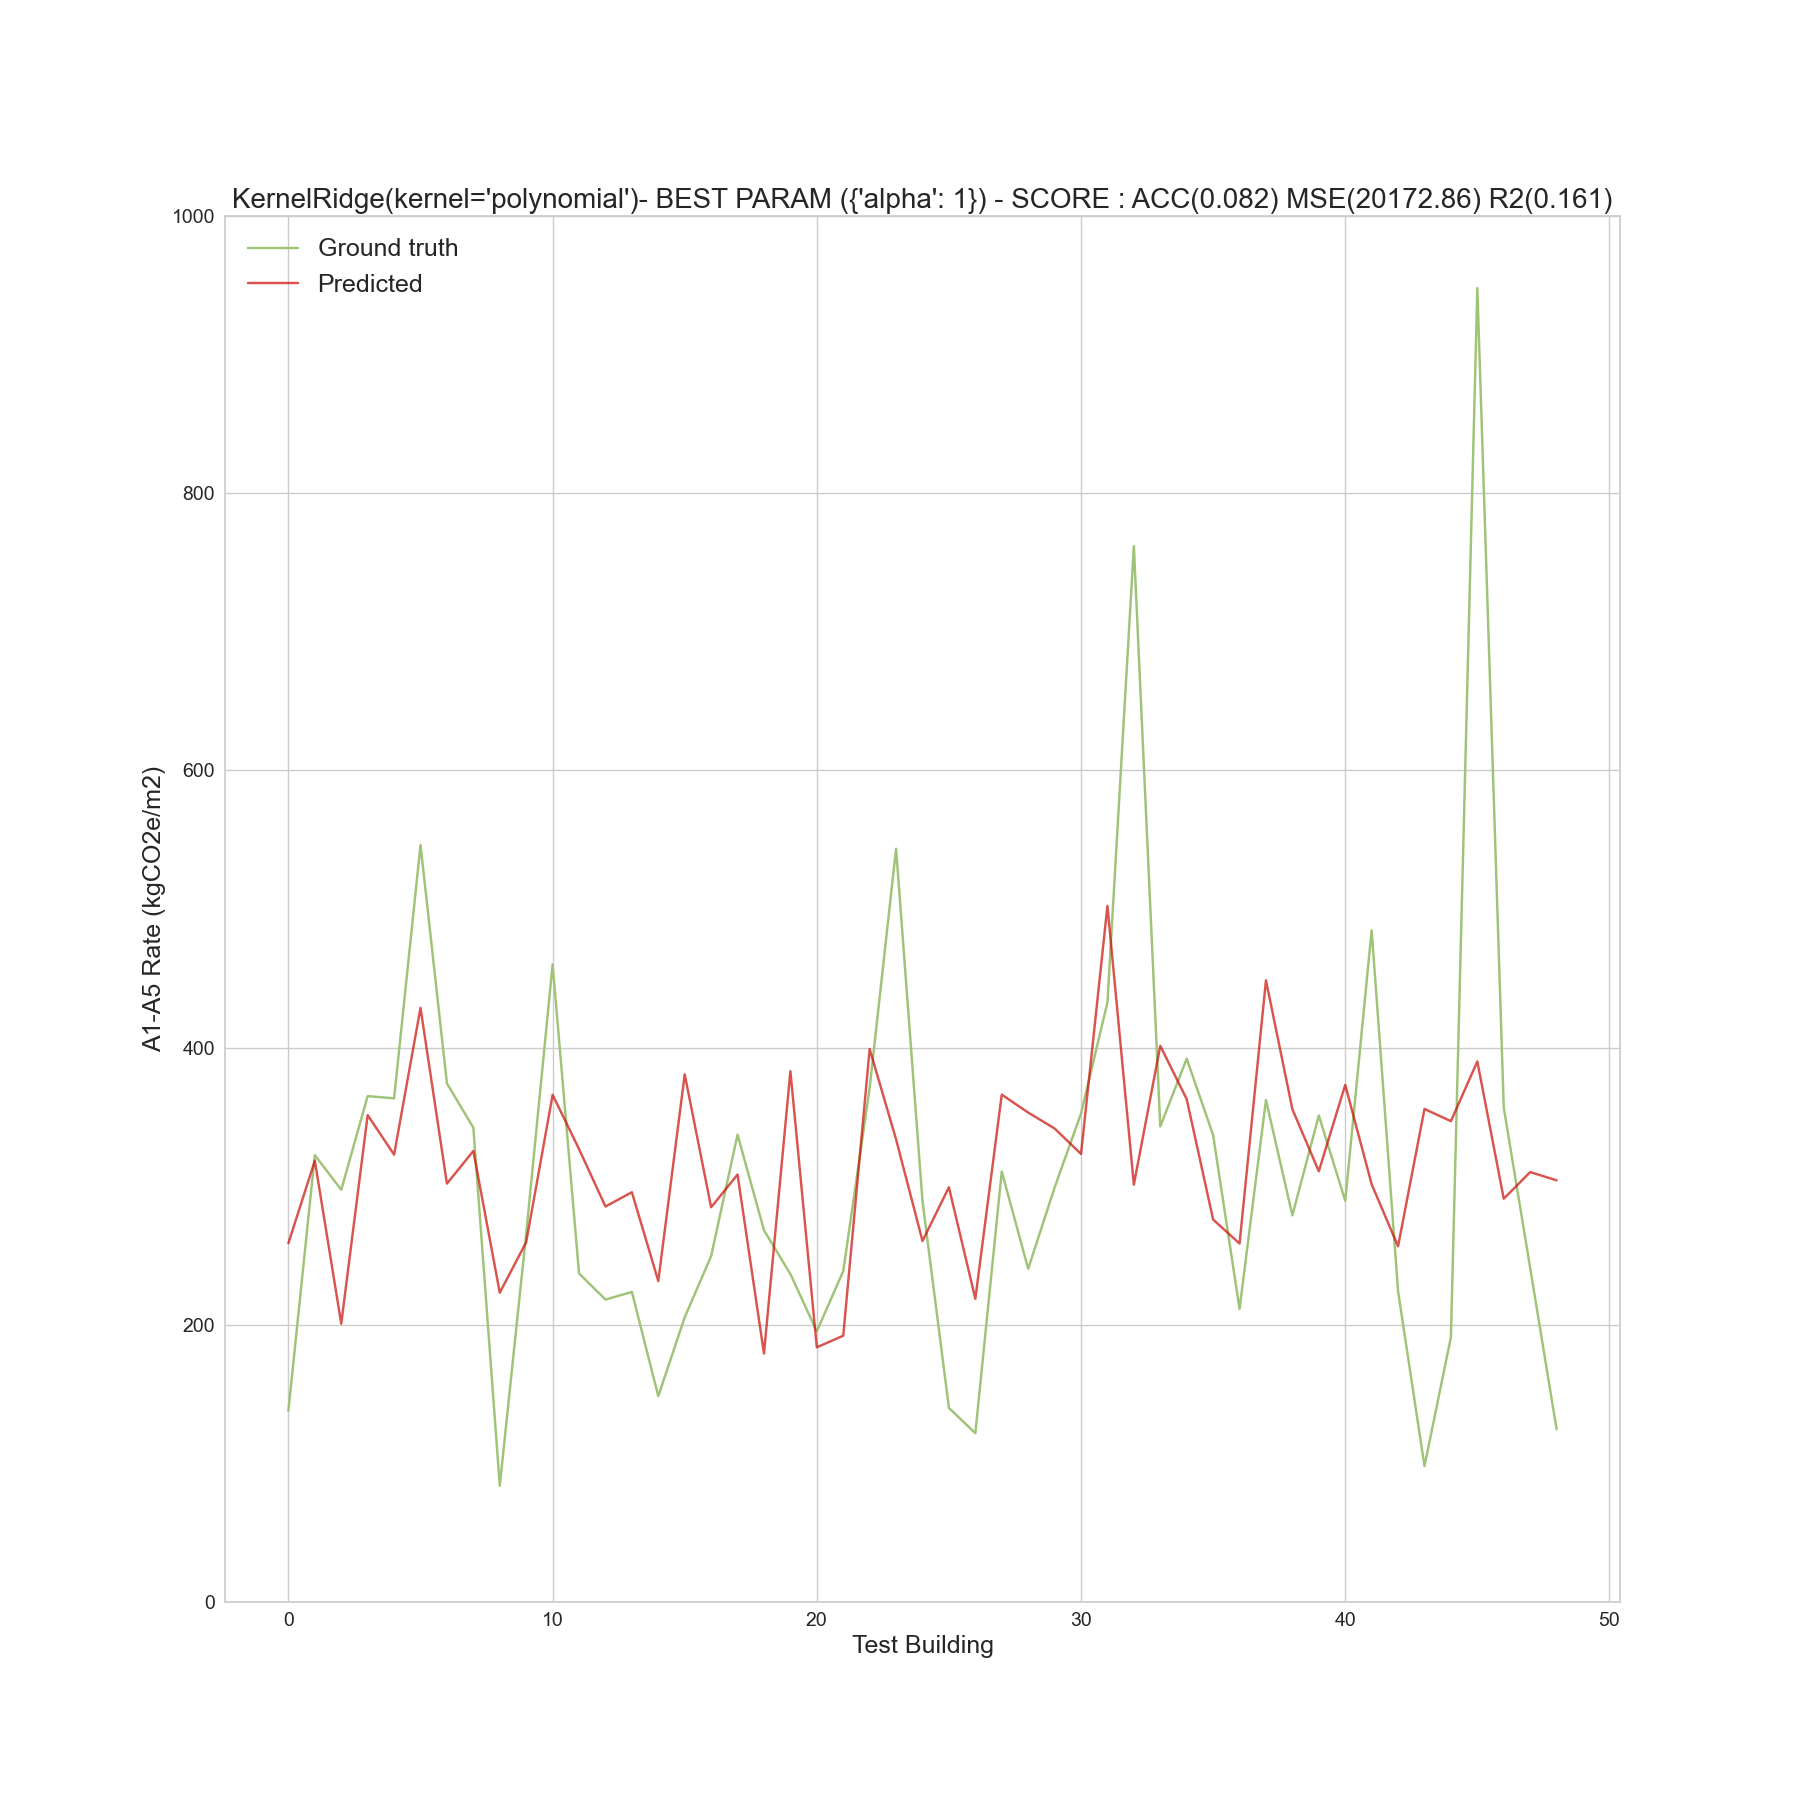 KernelRidge(kernel='polynomial')- BEST PARAM ({'alpha': 1}) - SCORE : ACC(0.082) MSE(20172.86) R2(0.161)
Ground truth
Predicted
1000
800
600
400
200
0
A1-A5 Rate (kgCO2e/m2)
0 10 20 30 40 50
Test Building